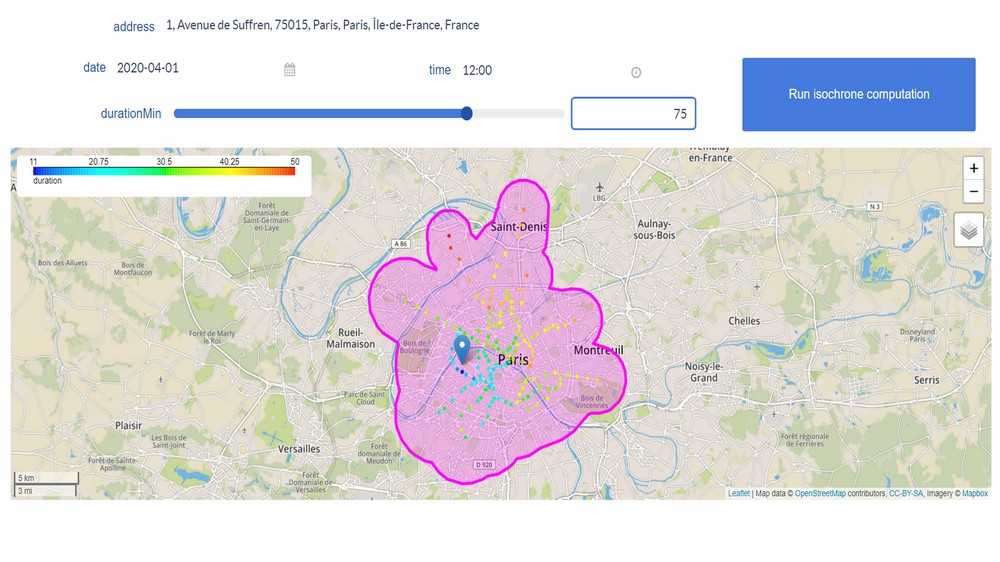 address 1, Avenue de Suffren, 75015, Paris, Paris, Île-de-France, France
date 2020-04-01
time 12:00
Run isochrone computation
durationMin 75
11 20.75 30.5 40.25 50
duration
en-France
LBG
N 3
Forêt
Domaniale de
Saint-Germain-
en-Laye
Saint-Denis
Aulnay-
sous-Bois
A 86
Bois des Alluets
Bois de
Montfaucon
Chelles
Forêt de Marly
le Roi
Rueil-
Malmaison
Bois de
Boulogne
Paris
Montreuil
Disneyland
Paris
Noisy-le-
Grand
Serris
Parc de Saint
Cloud
Bois de
Vincennes
Plaisir
Les Bois de
Saint-Joint
Versailles
Forêt
domaniale de
Meudon
Forêt régionale
de Ferrières
Forêt-de-Sainte-
Apolline
D 920
Forêt
Domaniale de
Versailles
5 km
3 mi
+
−
Leaflet | Map data © OpenStreetMap contributors, CC-BY-SA, Imagery © Mapbox